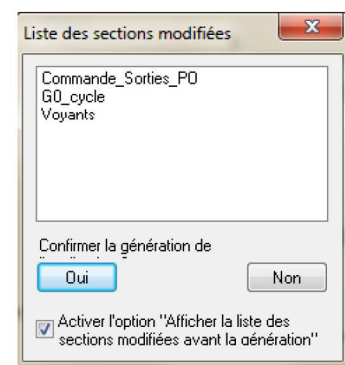 Liste des sections modifiées
Commande_Sorties_PO
G0_cycle
Voyants
Confirmer la génération de
Oui
Non
Activer l'option "Afficher la liste des
sections modifiées avant la génération"